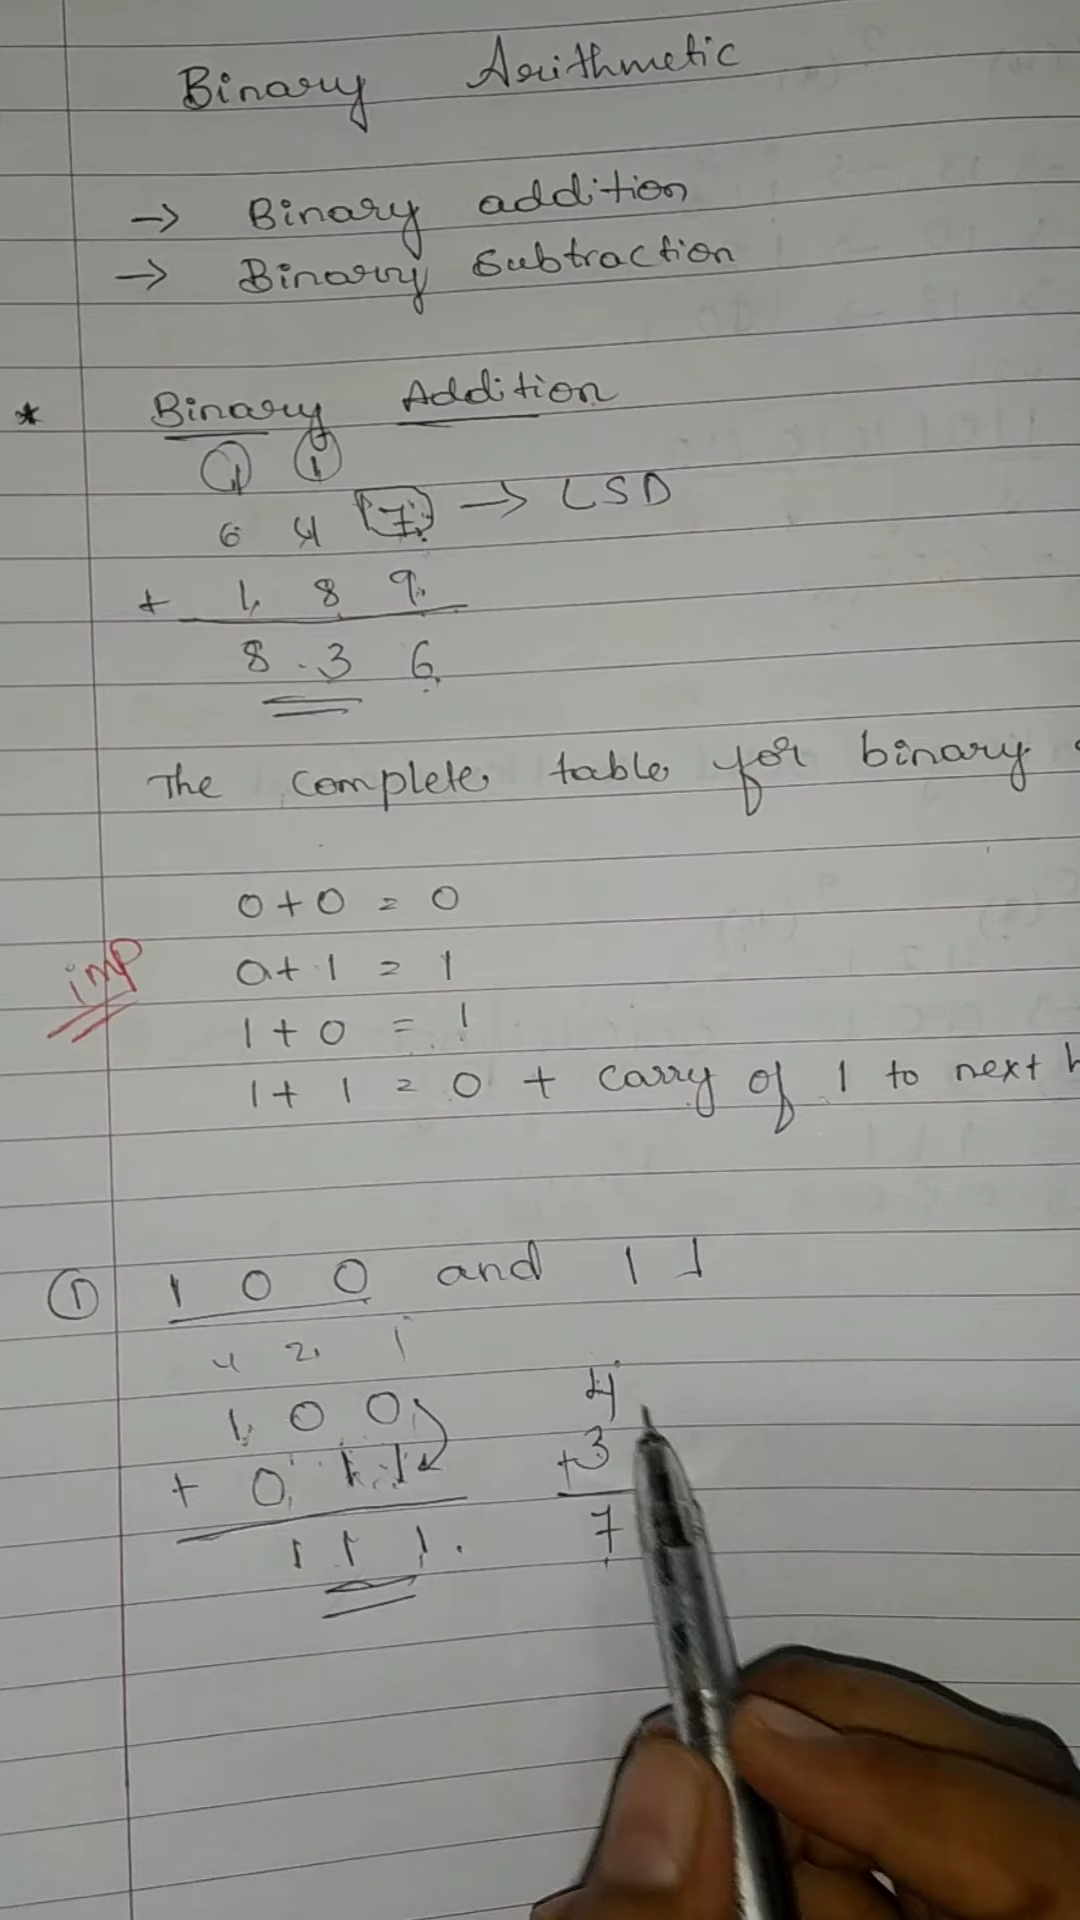 Binary Arithmetic
→ Binary addition
→ Binary subtraction
* Binary Addition
1 1
6 4 7 → LSD
+ 1 8 9
8 3 6
The complete table for binary
0 + 0 = 0
imp
0 + 1 = 1
1 + 0 = 1
1 + 1 = 0 + carry of 1 to next
① 1 0 0 and 1 1
4 2 1
1 0 0 4
+ 0 1 1 +3
1 1 1 7